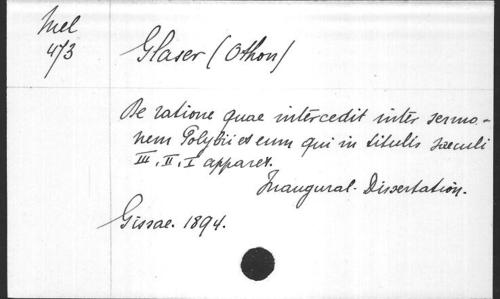 Mel
473
Glaser (Othon)
De ratione quae intercedit inter sermo-
nem Polybii et eum qui in titulis saeculi
III, II, I apparet.
Inaugural-Dissertation.
Gissae. 1894.